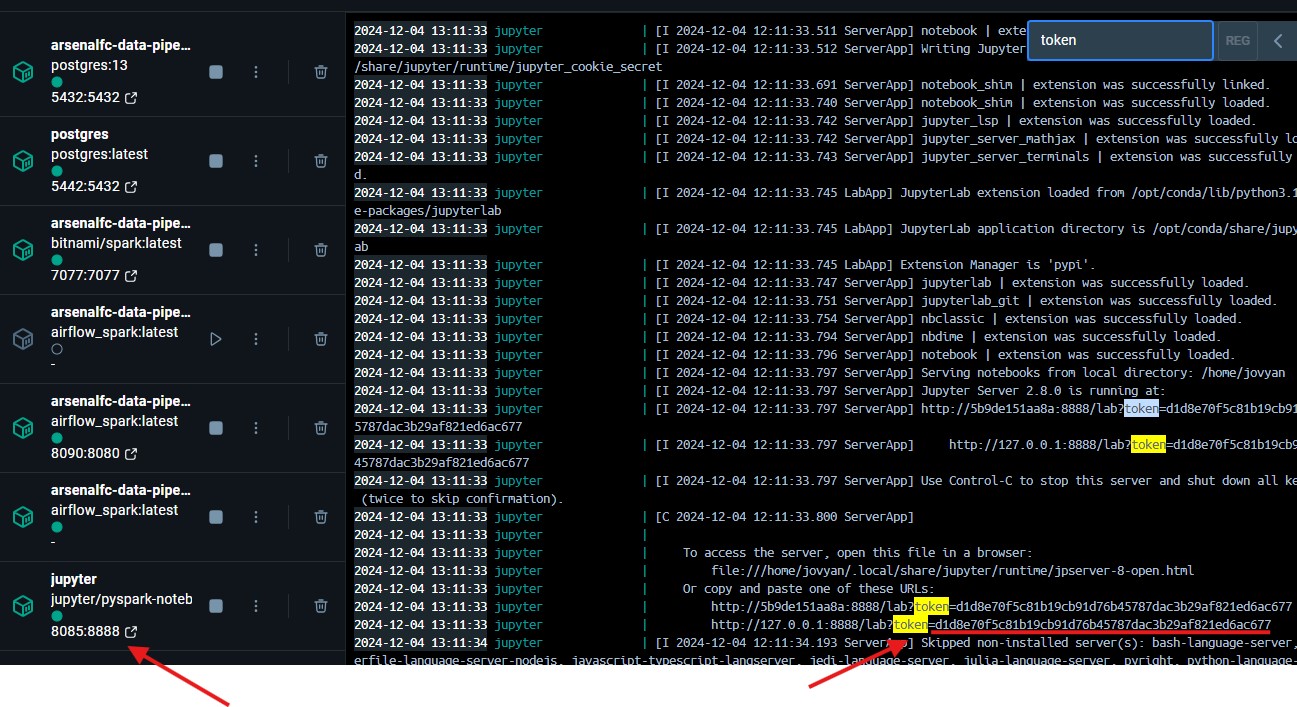 arsenalfc-data-pipe...
postgres:13
5432:5432
postgres
postgres:latest
5442:5432
arsenalfc-data-pipe...
bitnami/spark:latest
7077:7077
arsenalfc-data-pipe...
airflow_spark:latest
-
arsenalfc-data-pipe...
airflow_spark:latest
8090:8080
arsenalfc-data-pipe...
airflow_spark:latest
-
jupyter
jupyter/pyspark-noteb
8085:8888
token
REG
2024-12-04 13:11:33 jupyter | [I 2024-12-04 12:11:33.511 ServerApp] notebook | exte
2024-12-04 13:11:33 jupyter | [I 2024-12-04 12:11:33.512 ServerApp] Writing Jupyter
/share/jupyter/runtime/jupyter_cookie_secret
2024-12-04 13:11:33 jupyter | [I 2024-12-04 12:11:33.691 ServerApp] notebook_shim | extension was successfully linked.
2024-12-04 13:11:33 jupyter | [I 2024-12-04 12:11:33.740 ServerApp] notebook_shim | extension was successfully loaded.
2024-12-04 13:11:33 jupyter | [I 2024-12-04 12:11:33.742 ServerApp] jupyter_lsp | extension was successfully loaded.
2024-12-04 13:11:33 jupyter | [I 2024-12-04 12:11:33.742 ServerApp] jupyter_server_mathjax | extension was successfully lo
2024-12-04 13:11:33 jupyter | [I 2024-12-04 12:11:33.743 ServerApp] jupyter_server_terminals | extension was successfully
d.
2024-12-04 13:11:33 jupyter | [I 2024-12-04 12:11:33.745 LabApp] JupyterLab extension loaded from /opt/conda/lib/python3.1
e-packages/jupyterlab
2024-12-04 13:11:33 jupyter | [I 2024-12-04 12:11:33.745 LabApp] JupyterLab application directory is /opt/conda/share/jupy
ab
2024-12-04 13:11:33 jupyter | [I 2024-12-04 12:11:33.745 LabApp] Extension Manager is 'pypi'.
2024-12-04 13:11:33 jupyter | [I 2024-12-04 12:11:33.747 ServerApp] jupyterlab | extension was successfully loaded.
2024-12-04 13:11:33 jupyter | [I 2024-12-04 12:11:33.751 ServerApp] jupyterlab_git | extension was successfully loaded.
2024-12-04 13:11:33 jupyter | [I 2024-12-04 12:11:33.754 ServerApp] nbclassic | extension was successfully loaded.
2024-12-04 13:11:33 jupyter | [I 2024-12-04 12:11:33.794 ServerApp] nbdime | extension was successfully loaded.
2024-12-04 13:11:33 jupyter | [I 2024-12-04 12:11:33.796 ServerApp] notebook | extension was successfully loaded.
2024-12-04 13:11:33 jupyter | [I 2024-12-04 12:11:33.797 ServerApp] Serving notebooks from local directory: /home/jovyan
2024-12-04 13:11:33 jupyter | [I 2024-12-04 12:11:33.797 ServerApp] Jupyter Server 2.8.0 is running at:
2024-12-04 13:11:33 jupyter | [I 2024-12-04 12:11:33.797 ServerApp] http://5b9de151aa8a:8888/lab?token=d1d8e70f5c81b19cb91
5787dac3b29af821ed6ac677
2024-12-04 13:11:33 jupyter | [I 2024-12-04 12:11:33.797 ServerApp]     http://127.0.0.1:8888/lab?token=d1d8e70f5c81b19cb9
45787dac3b29af821ed6ac677
2024-12-04 13:11:33 jupyter | [I 2024-12-04 12:11:33.797 ServerApp] Use Control-C to stop this server and shut down all ke
(twice to skip confirmation).
2024-12-04 13:11:33 jupyter | [C 2024-12-04 12:11:33.800 ServerApp]
2024-12-04 13:11:33 jupyter |
2024-12-04 13:11:33 jupyter |     To access the server, open this file in a browser:
2024-12-04 13:11:33 jupyter |         file:///home/jovyan/.local/share/jupyter/runtime/jpserver-8-open.html
2024-12-04 13:11:33 jupyter |     Or copy and paste one of these URLs:
2024-12-04 13:11:33 jupyter |         http://5b9de151aa8a:8888/lab?token=d1d8e70f5c81b19cb91d76b45787dac3b29af821ed6ac677
2024-12-04 13:11:33 jupyter |         http://127.0.0.1:8888/lab?token=d1d8e70f5c81b19cb91d76b45787dac3b29af821ed6ac677
2024-12-04 13:11:34 jupyter | [I 2024-12-04 12:11:34.193 ServerApp] Skipped non-installed server(s): bash-language-server,
erfile-language-server-nodejs, javascript-typescript-langserver, jedi-language-server, julia-language-server, pyright, python-language-